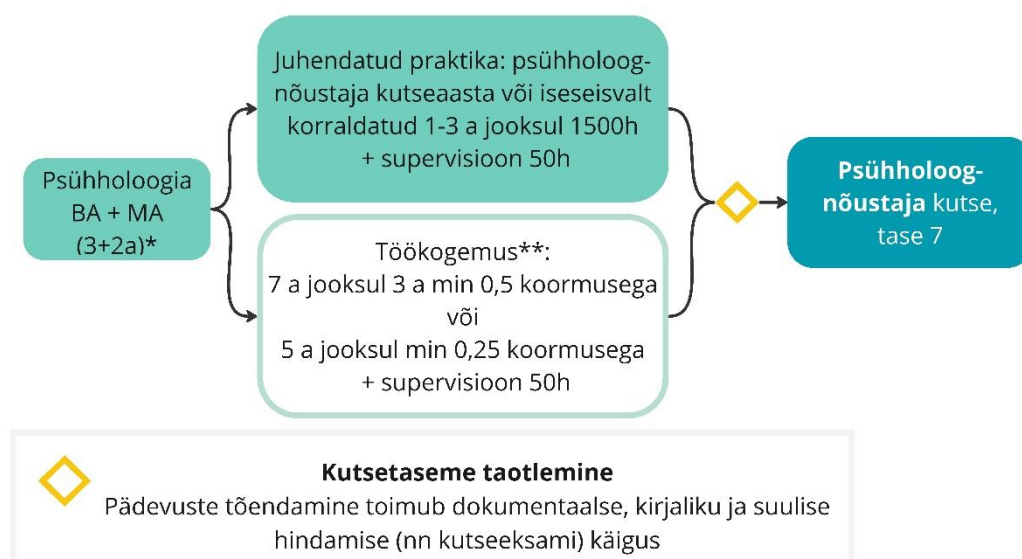 Psühholoogia
BA + MA
(3+2a)*
Juhendatud praktika: psühholoog-
nõustaja kutseaasta või iseseisvalt
korraldatud 1-3 a jooksul 1500h
+ supervisioon 50h
Töökogemus**:
7 a jooksul 3 a min 0,5 koormusega
või
5 a jooksul min 0,25 koormusega
+ supervisioon 50h
Psühholoog-
nõustaja kutse,
tase 7
Kutsetaseme taotlemine
Pädevuste tõendamine toimub dokumentaalse, kirjaliku ja suulise
hindamise (nn kutseeksami) käigus